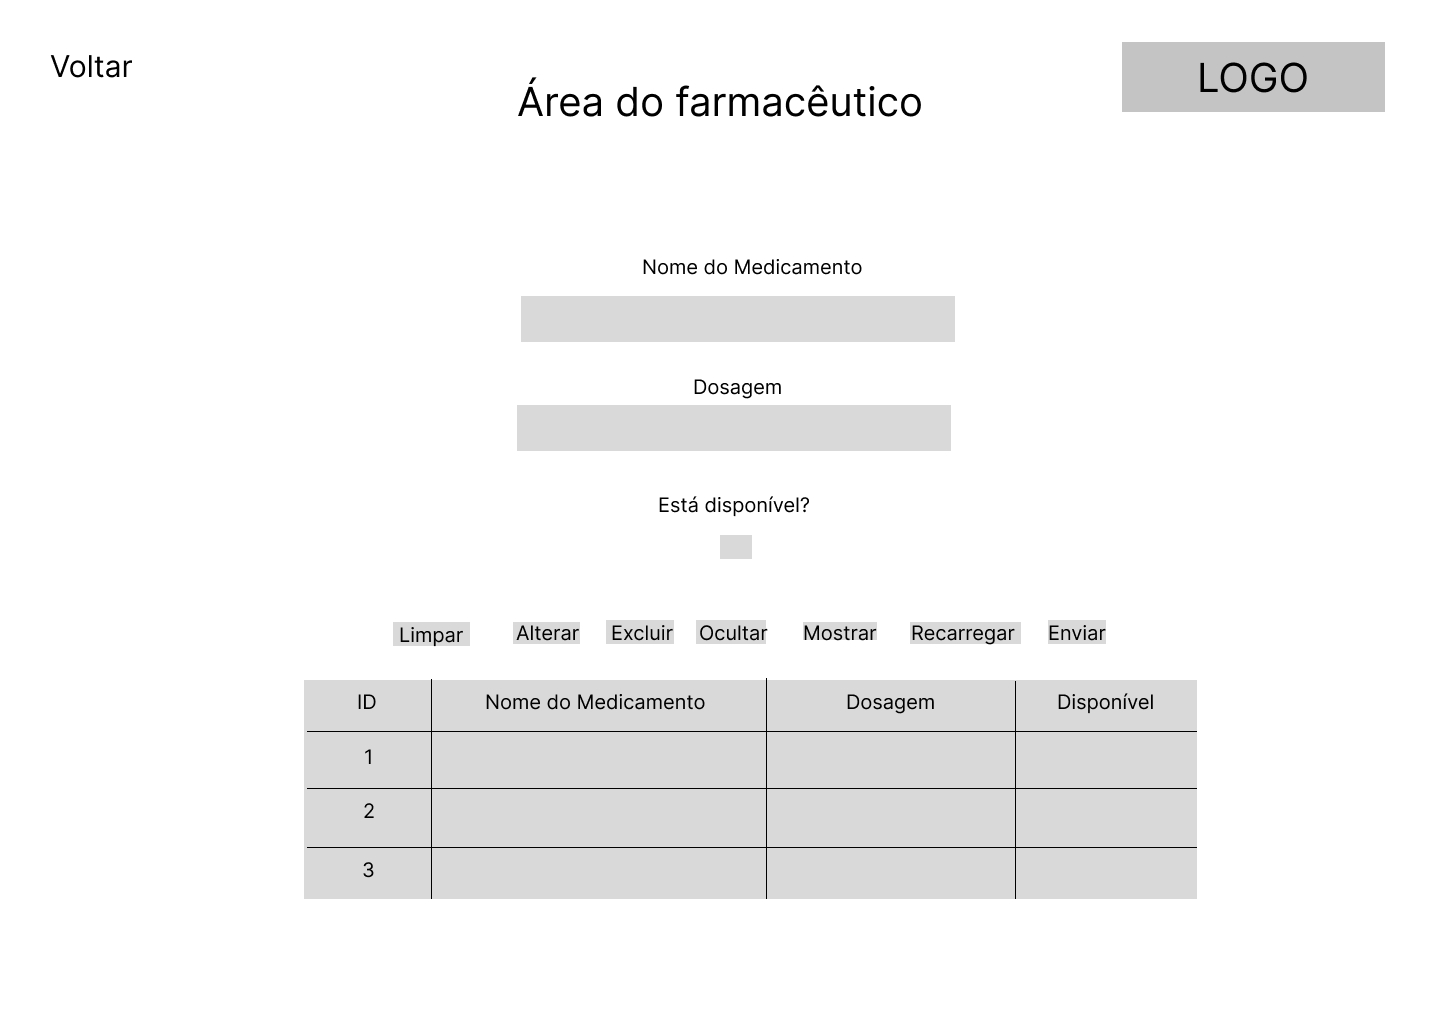 Voltar
LOGO
Área do farmacêutico
Nome do Medicamento
Dosagem
Está disponível?
Limpar Alterar Excluir Ocultar Mostrar Recarregar Enviar
ID Nome do Medicamento Dosagem Disponível
1
2
3